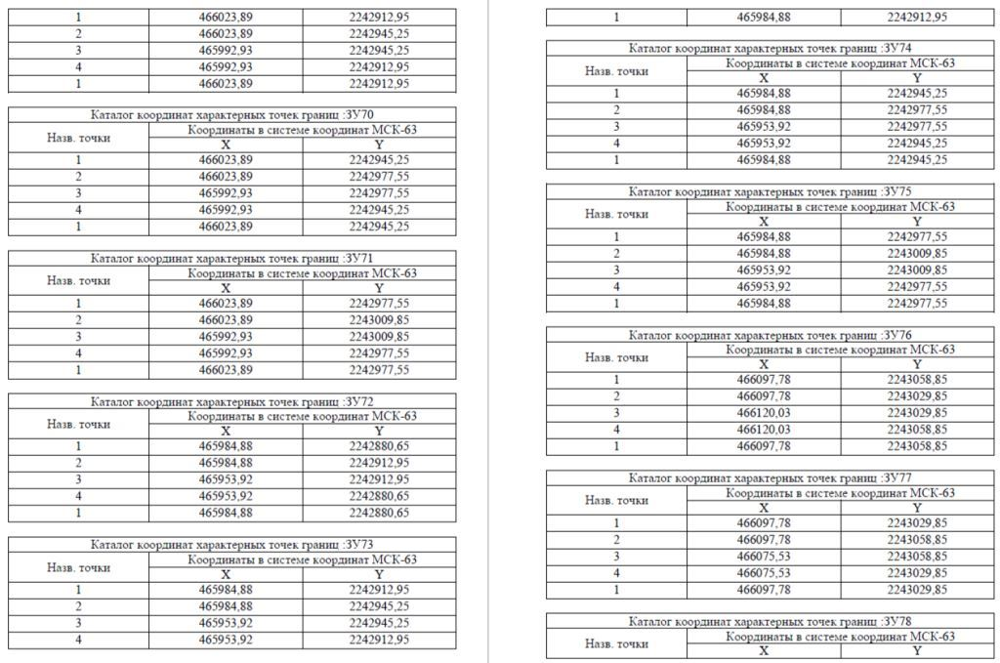 1 466023,89 2242912,95
2 466023,89 2242945,25
3 465992,93 2242945,25
4 465992,93 2242912,95
1 466023,89 2242912,95
Каталог координат характерных точек границ :ЗУ70
Назв. точки Координаты в системе координат МСК-63
X Y
1 466023,89 2242945,25
2 466023,89 2242977,55
3 465992,93 2242977,55
4 465992,93 2242945,25
1 466023,89 2242945,25
Каталог координат характерных точек границ :ЗУ71
Назв. точки Координаты в системе координат МСК-63
X Y
1 466023,89 2242977,55
2 466023,89 2243009,85
3 465992,93 2243009,85
4 465992,93 2242977,55
1 466023,89 2242977,55
Каталог координат характерных точек границ :ЗУ72
Назв. точки Координаты в системе координат МСК-63
X Y
1 465984,88 2242880,65
2 465984,88 2242912,95
3 465953,92 2242912,95
4 465953,92 2242880,65
1 465984,88 2242880,65
Каталог координат характерных точек границ :ЗУ73
Назв. точки Координаты в системе координат МСК-63
X Y
1 465984,88 2242912,95
2 465984,88 2242945,25
3 465953,92 2242945,25
4 465953,92 2242912,95
1 465984,88 2242912,95
Каталог координат характерных точек границ :ЗУ74
Назв. точки Координаты в системе координат МСК-63
X Y
1 465984,88 2242945,25
2 465984,88 2242977,55
3 465953,92 2242977,55
4 465953,92 2242945,25
1 465984,88 2242945,25
Каталог координат характерных точек границ :ЗУ75
Назв. точки Координаты в системе координат МСК-63
X Y
1 465984,88 2242977,55
2 465984,88 2243009,85
3 465953,92 2243009,85
4 465953,92 2242977,55
1 465984,88 2242977,55
Каталог координат характерных точек границ :ЗУ76
Назв. точки Координаты в системе координат МСК-63
X Y
1 466097,78 2243058,85
2 466097,78 2243029,85
3 466120,03 2243029,85
4 466120,03 2243058,85
1 466097,78 2243058,85
Каталог координат характерных точек границ :ЗУ77
Назв. точки Координаты в системе координат МСК-63
X Y
1 466097,78 2243029,85
2 466097,78 2243058,85
3 466075,53 2243058,85
4 466075,53 2243029,85
1 466097,78 2243029,85
Каталог координат характерных точек границ :ЗУ78
Назв. точки Координаты в системе координат МСК-63
X Y